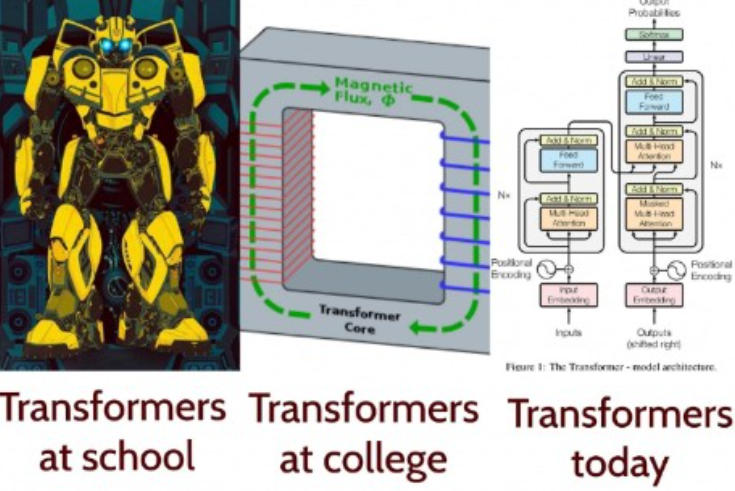 Magnetic
Flux, Φ
Transformer
Core
Output
Probabilities
Softmax
Linear
Add & Norm
Feed
Forward
Add & Norm
Multi-Head
Attention
Nx
Add & Norm
Masked
Multi-Head
Attention
Add & Norm
Feed
Forward
Nx
Add & Norm
Multi-Head
Attention
Positional
Encoding
Positional
Encoding
Input
Embedding
Output
Embedding
Inputs
Outputs
(shifted right)
Figure 1: The Transformer - model architecture.
Transformers
at school
Transformers
at college
Transformers
today